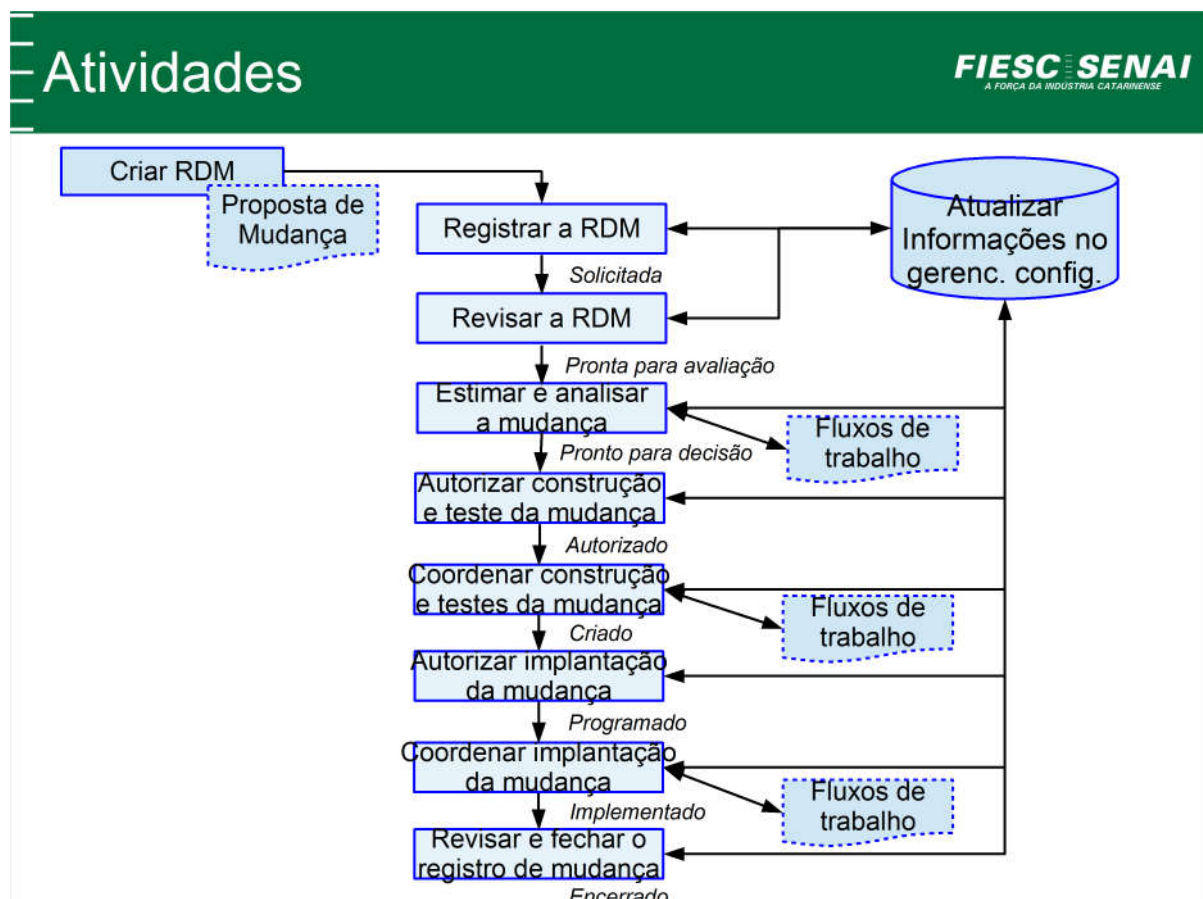 Atividades
FIESC SENAI
A FORÇA DA INDÚSTRIA CATARINENSE
Criar RDM
Proposta de
Mudança
Registrar a RDM
Atualizar
Informações no
gerenc. config.
Solicitada
Revisar a RDM
Pronta para avaliação
Estimar e analisar
a mudança
Fluxos de
trabalho
Pronto para decisão
Autorizar construção
e teste da mudança
Autorizado
Coordenar construção
e testes da mudança
Fluxos de
trabalho
Criado
Autorizar implantação
da mudança
Programado
Coordenar implantação
da mudança
Fluxos de
trabalho
Implementado
Revisar e fechar o
registro de mudança
Encerrado